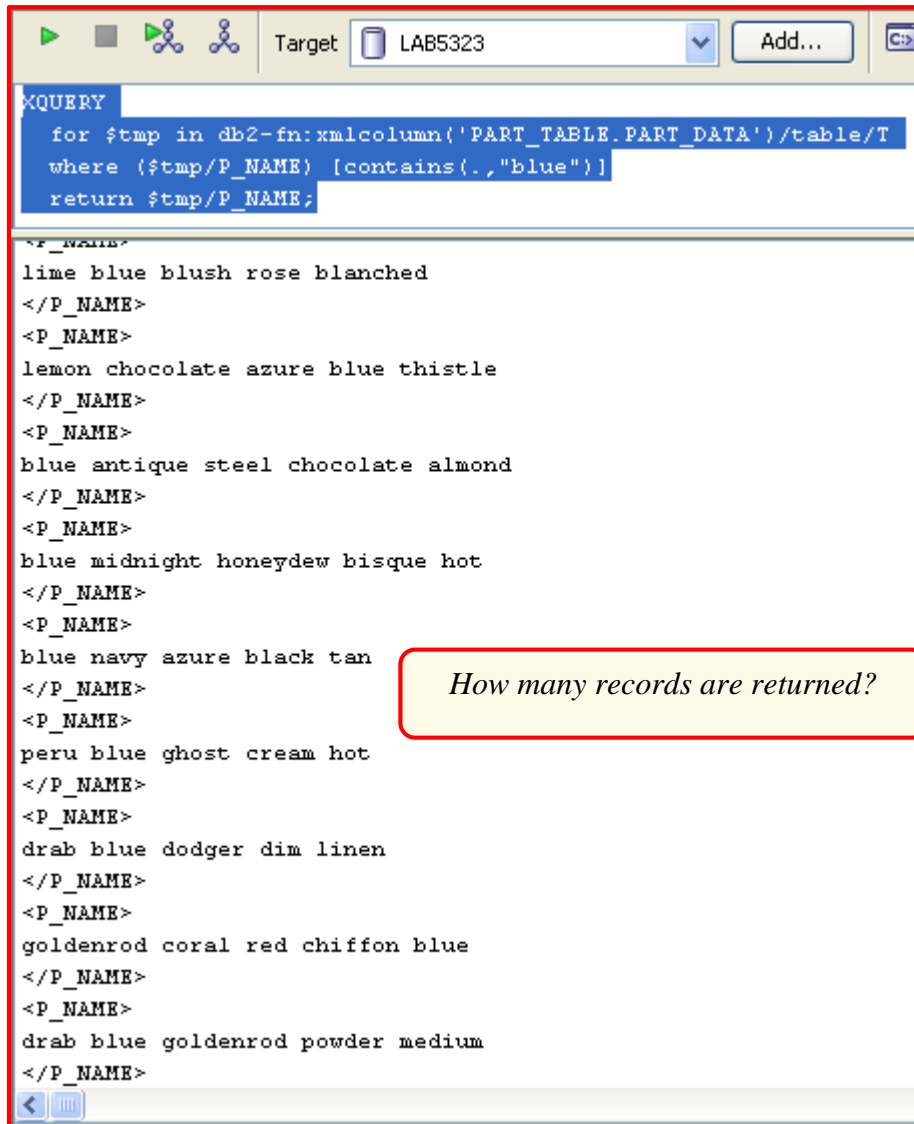 Target LAB5323 Add...
XQUERY
for $tmp in db2-fn:xmlcolumn('PART_TABLE.PART_DATA')/table/T
where ($tmp/P_NAME) [contains(.,"blue")]
return $tmp/P_NAME;
<P_NAME>
lime blue blush rose blanched
</P_NAME>
<P_NAME>
lemon chocolate azure blue thistle
</P_NAME>
<P_NAME>
blue antique steel chocolate almond
</P_NAME>
<P_NAME>
blue midnight honeydew bisque hot
</P_NAME>
<P_NAME>
blue navy azure black tan
</P_NAME>
How many records are returned?
<P_NAME>
peru blue ghost cream hot
</P_NAME>
<P_NAME>
drab blue dodger dim linen
</P_NAME>
<P_NAME>
goldenrod coral red chiffon blue
</P_NAME>
<P_NAME>
drab blue goldenrod powder medium
</P_NAME>